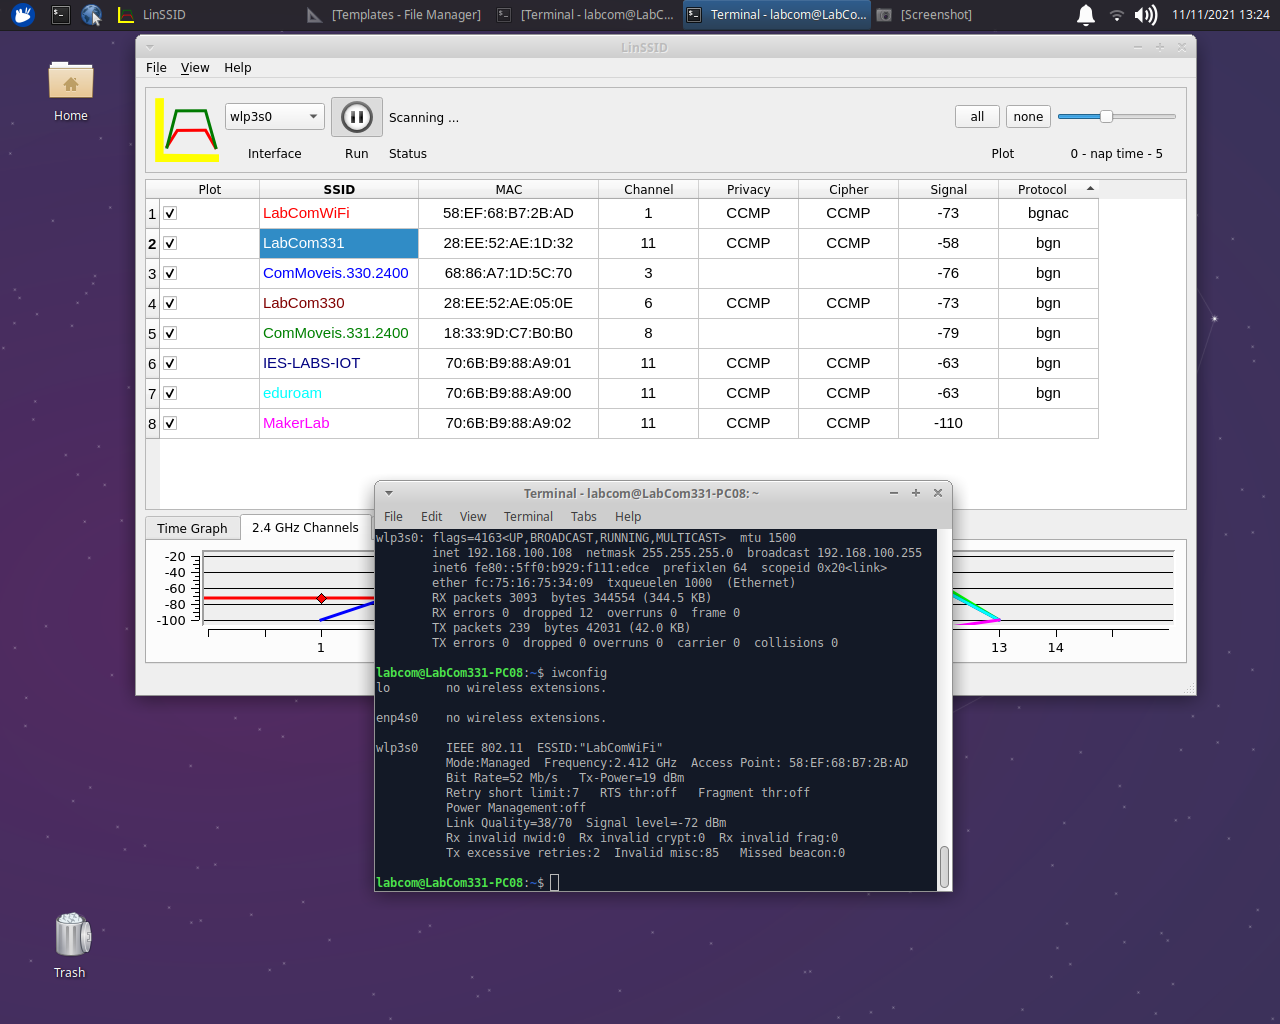 LinSSID
[Templates - File Manager]
[Terminal - labcom@LabC...
Terminal - labcom@LabCo...
[Screenshot]
11/11/2021 13:24
Home
LinSSID
File View Help
wlp3s0
Scanning ...
all none
Interface Run Status Plot 0 - nap time - 5
Plot SSID MAC Channel Privacy Cipher Signal Protocol
1 LabComWiFi 58:EF:68:B7:2B:AD 1 CCMP CCMP -73 bgnac
2 LabCom331 28:EE:52:AE:1D:32 11 CCMP CCMP -58 bgn
3 ComMoveis.330.2400 68:86:A7:1D:5C:70 3 -76 bgn
4 LabCom330 28:EE:52:AE:05:0E 6 CCMP CCMP -73 bgn
5 ComMoveis.331.2400 18:33:9D:C7:B0:B0 8 -79 bgn
6 IES-LABS-IOT 70:6B:B9:88:A9:01 11 CCMP CCMP -63 bgn
7 eduroam 70:6B:B9:88:A9:00 11 CCMP CCMP -63 bgn
8 MakerLab 70:6B:B9:88:A9:02 11 CCMP CCMP -110
Time Graph 2.4 GHz Channels
-20
-40
-60
-80
-100
1 13 14
Terminal - labcom@LabCom331-PC08: ~
File Edit View Terminal Tabs Help
wlp3s0: flags=4163<UP,BROADCAST,RUNNING,MULTICAST>  mtu 1500
inet 192.168.100.108  netmask 255.255.255.0  broadcast 192.168.100.255
inet6 fe80::5ff0:b929:f111:edce  prefixlen 64  scopeid 0x20<link>
ether fc:75:16:75:34:09  txqueuelen 1000  (Ethernet)
RX packets 3093  bytes 344554 (344.5 KB)
RX errors 0  dropped 12  overruns 0  frame 0
TX packets 239  bytes 42031 (42.0 KB)
TX errors 0  dropped 0 overruns 0  carrier 0  collisions 0
labcom@LabCom331-PC08:~$ iwconfig
lo        no wireless extensions.
enp4s0    no wireless extensions.
wlp3s0    IEEE 802.11  ESSID:"LabComWiFi"
Mode:Managed  Frequency:2.412 GHz  Access Point: 58:EF:68:B7:2B:AD
Bit Rate=52 Mb/s   Tx-Power=19 dBm
Retry short limit:7   RTS thr:off   Fragment thr:off
Power Management:off
Link Quality=38/70  Signal level=-72 dBm
Rx invalid nwid:0  Rx invalid crypt:0  Rx invalid frag:0
Tx excessive retries:2  Invalid misc:85   Missed beacon:0
labcom@LabCom331-PC08:~$
Trash